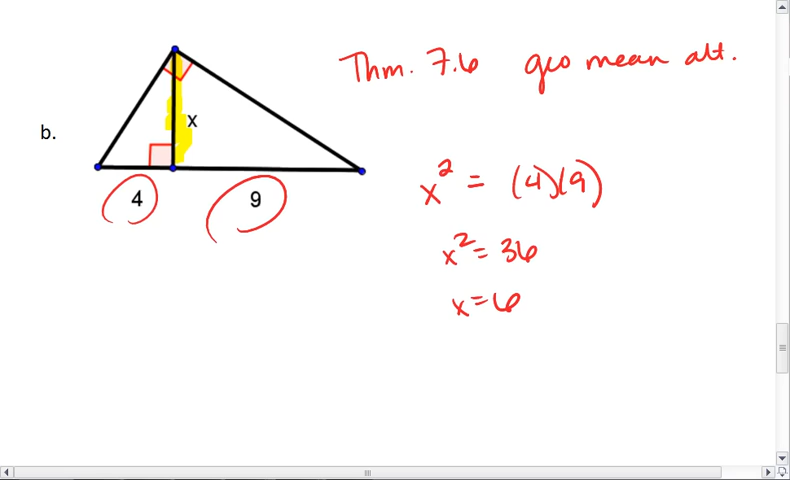 Thm. 7.6 geo mean alt.
b.
x
4
9
x² = (4)(9)
x² = 36
x = 6